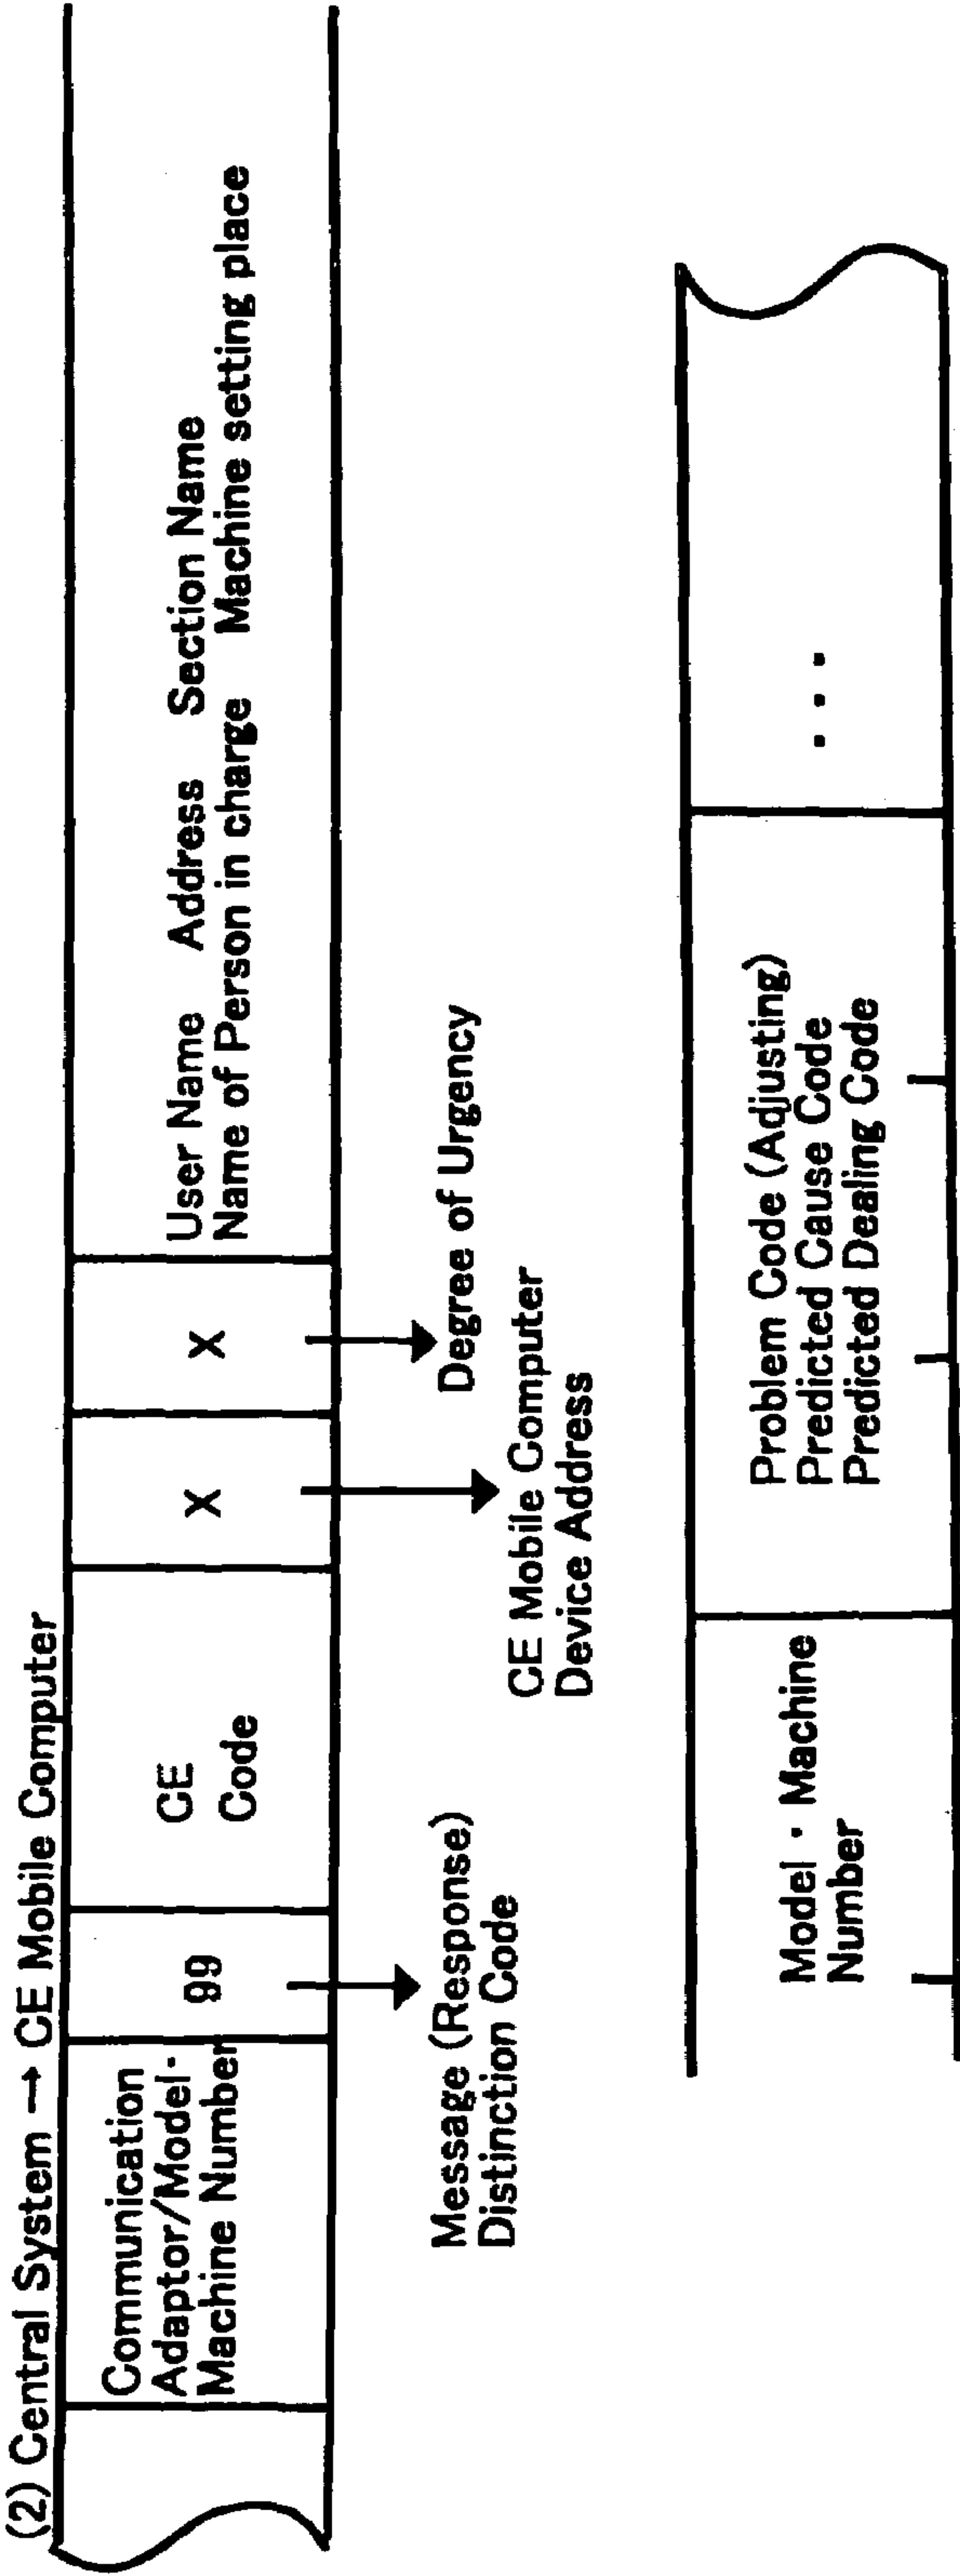 (2) Central System → CE Mobile Computer
Communication
Adaptor/Model·
Machine Number
99
CE
Code
X
X
User Name Address Section Name
Name of Person in charge Machine setting place
Message (Response)
Distinction Code
CE Mobile Computer
Device Address
Degree of Urgency
Model · Machine
Number
Problem Code (Adjusting)
Predicted Cause Code
Predicted Dealing Code
...